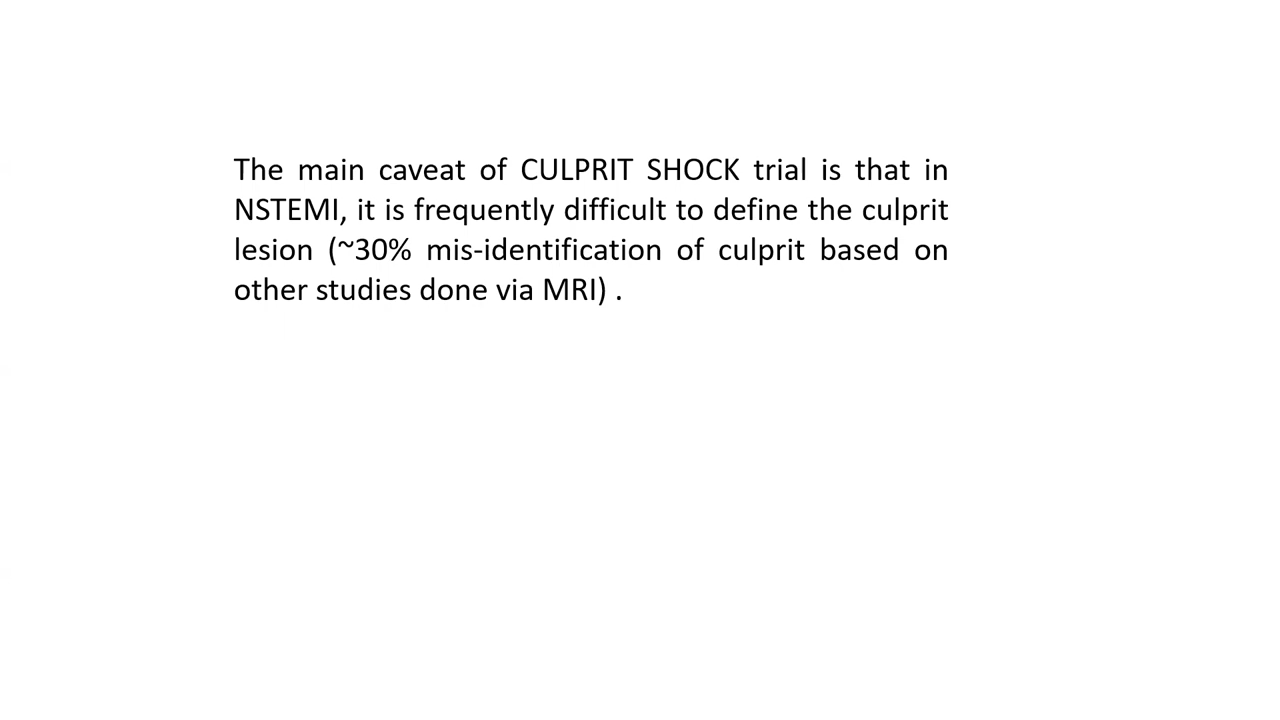 The main caveat of CULPRIT SHOCK trial is that in
NSTEMI, it is frequently difficult to define the culprit
lesion (~30% mis-identification of culprit based on
other studies done via MRI) .